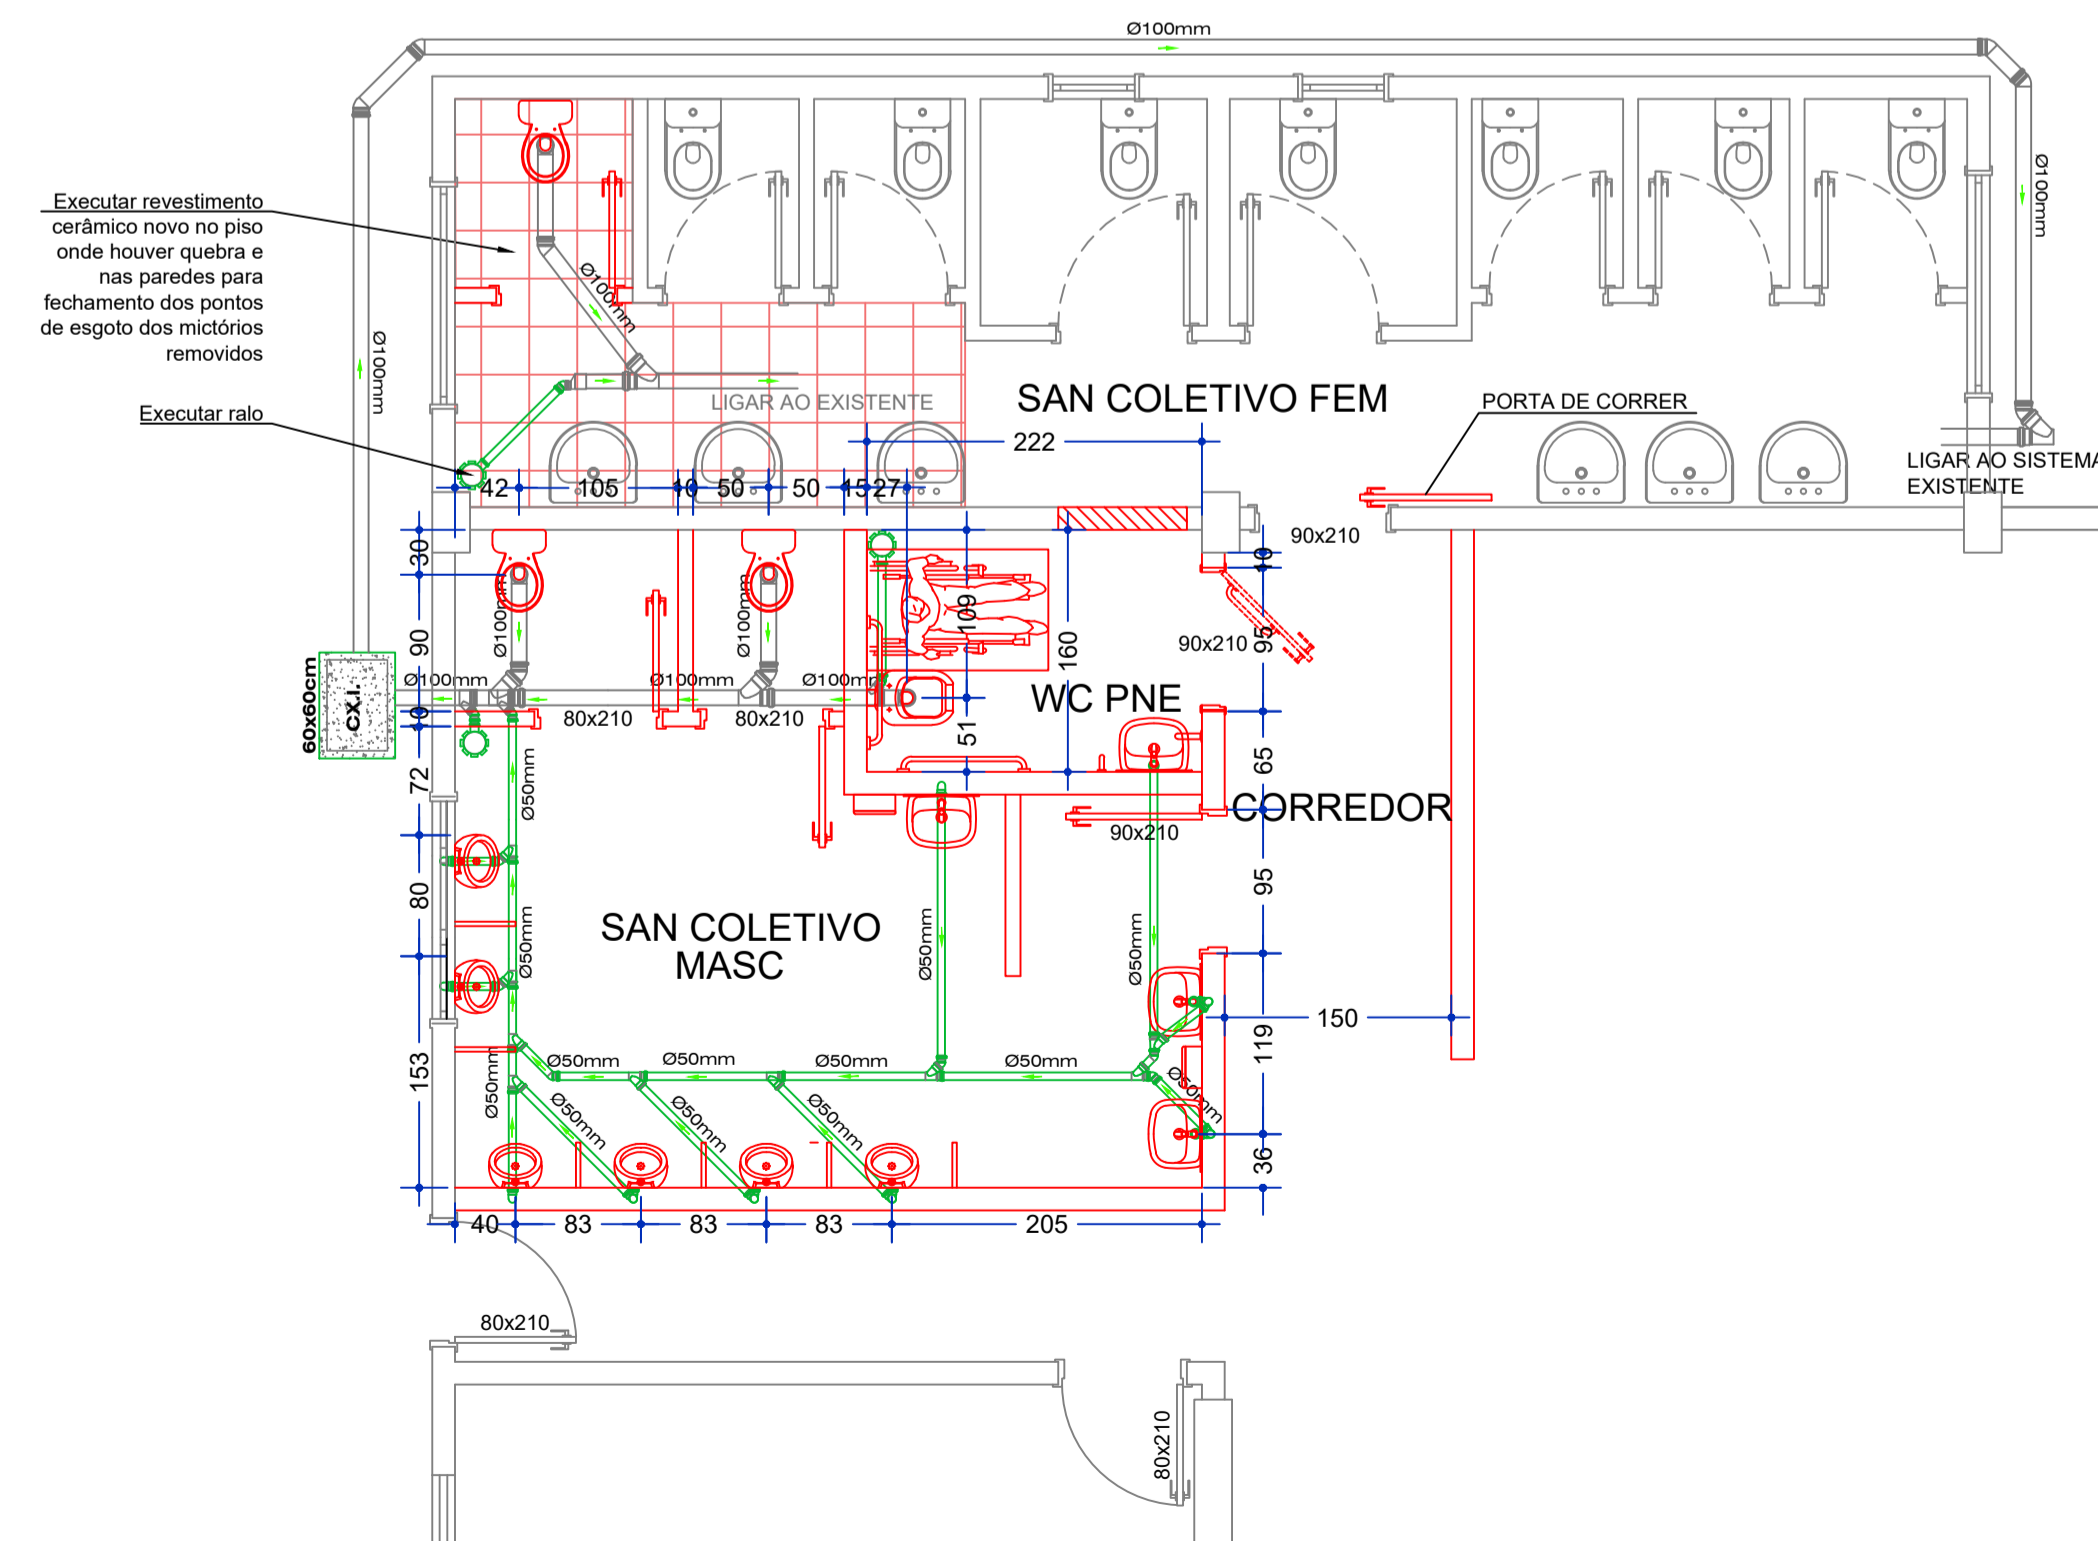 Ø100mm
Executar revestimento
cerâmico novo no piso
onde houver quebra e
nas paredes para
fechamento dos pontos
de esgoto dos mictórios
removidos
Ø100mm
Ø100mm
Ø100mm
Executar ralo
LIGAR AO EXISTENTE
SAN COLETIVO FEM
PORTA DE CORRER
222
LIGAR AO SISTEMA
EXISTENTE
42
105
10
50
50
15
27
90x210
30
10
Ø100mm
Ø100mm
109
90
160
90x210
95
60x60cm
cx.i.
Ø100mm
Ø100mm
Ø100mm
WC PNE
10
80x210
80x210
51
72
Ø50mm
65
CORREDOR
90x210
80
95
SAN COLETIVO
MASC
Ø50mm
Ø50mm
Ø50mm
150
153
119
Ø50mm
Ø50mm
Ø50mm
Ø50mm
Ø50mm
Ø50mm
Ø50mm
Ø50mm
Ø50mm
36
40
83
83
83
205
80x210
80x210